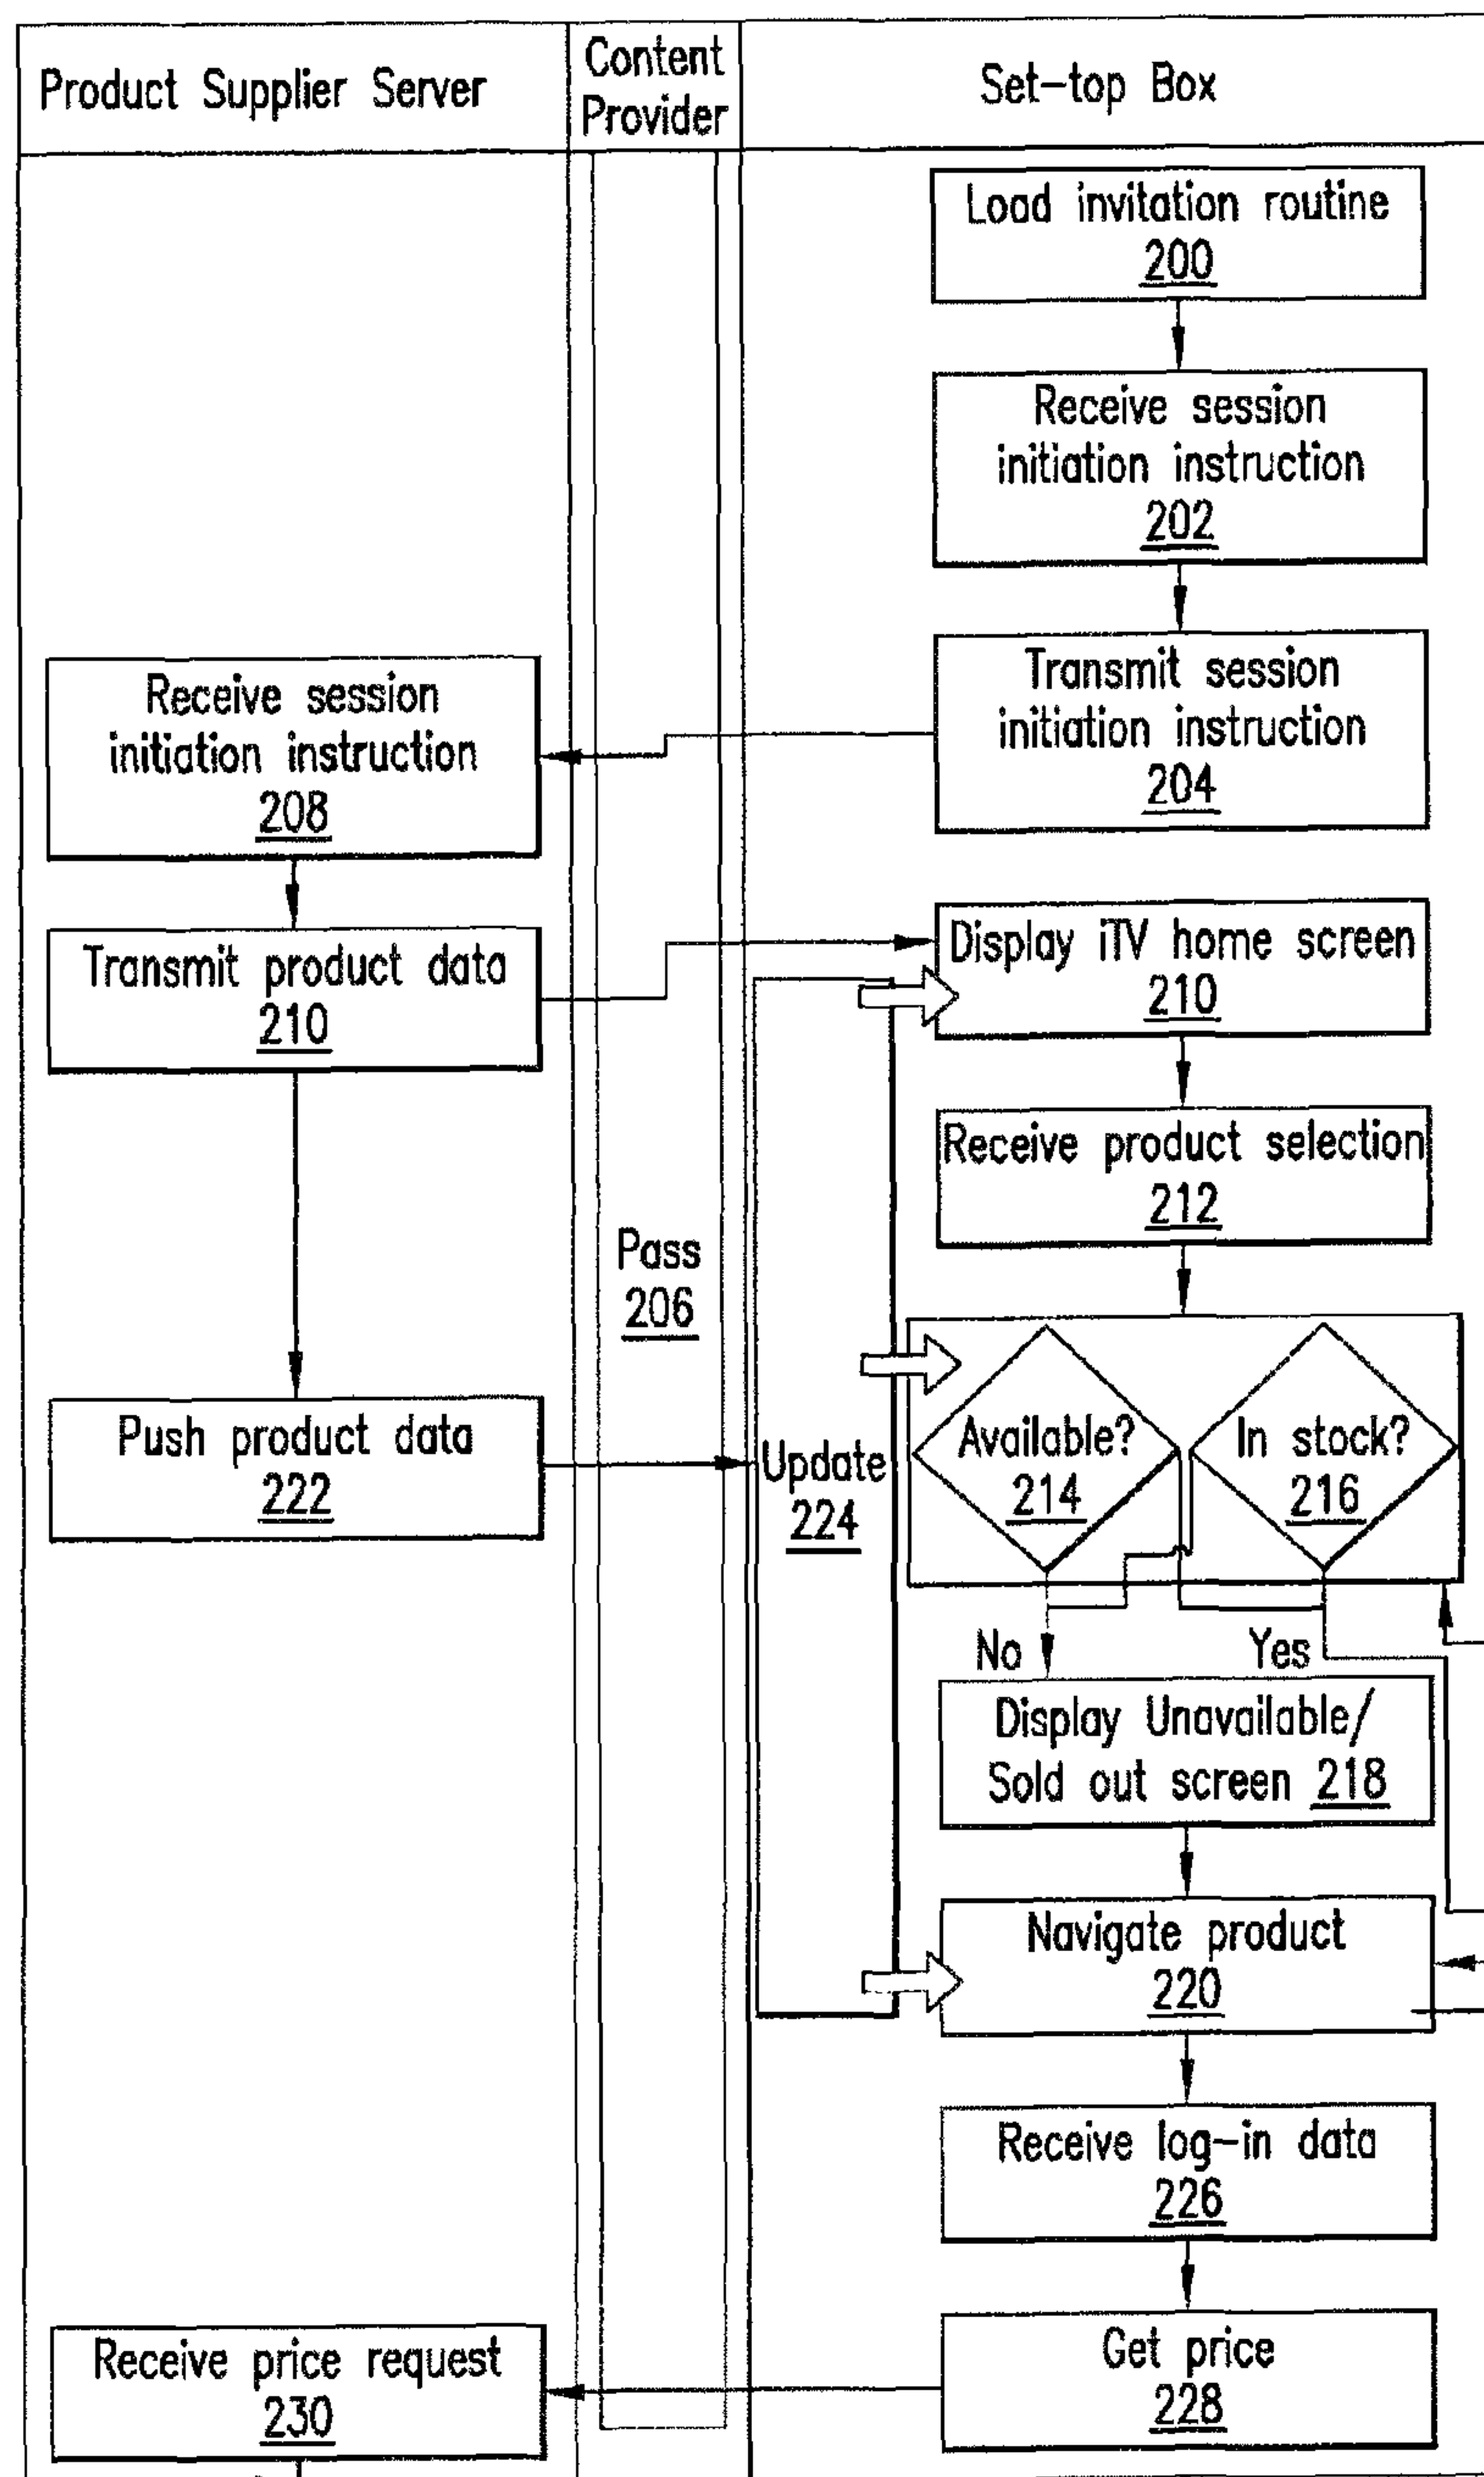 Product Supplier Server
Content
Provider
Set-top Box
Load invitation routine
200
Receive session
initiation instruction
202
Transmit session
initiation instruction
204
Receive session
initiation instruction
208
Transmit product data
210
Display iTV home screen
210
Receive product selection
212
Pass
206
Push product data
222
Update
224
Available?
214
In stock?
216
No
Yes
Display Unavailable/
Sold out screen 218
Navigate product
220
Receive log-in data
226
Get price
228
Receive price request
230